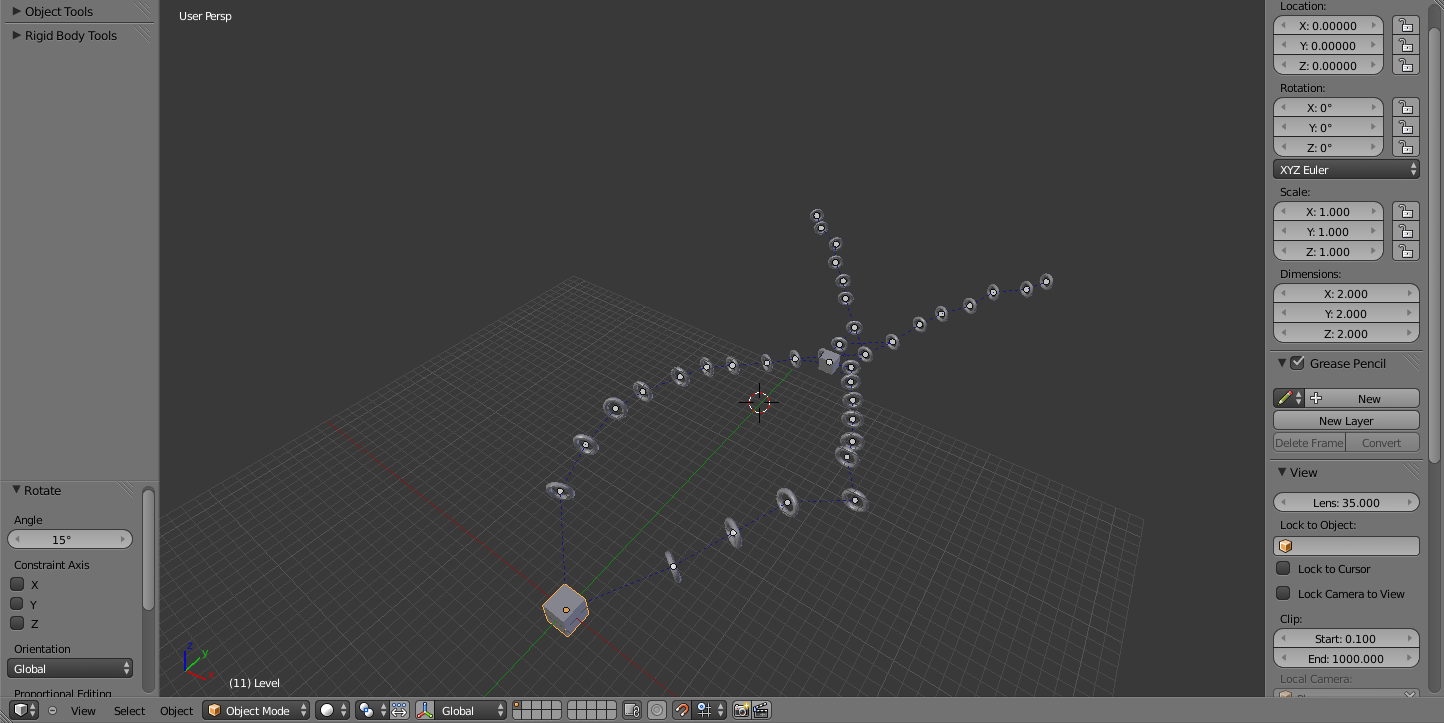 Object Tools
Rigid Body Tools
Rotate
Angle
15°
Constraint Axis
X
Y
Z
Orientation
Global
Proportional Editing
User Persp
z
y
x
(11) Level
View Select Object Object Mode Global
Location:
X: 0.00000
Y: 0.00000
Z: 0.00000
Rotation:
X: 0°
Y: 0°
Z: 0°
XYZ Euler
Scale:
X: 1.000
Y: 1.000
Z: 1.000
Dimensions:
X: 2.000
Y: 2.000
Z: 2.000
Grease Pencil
New
New Layer
Delete Frame Convert
View
Lens: 35.000
Lock to Object:
Lock to Cursor
Lock Camera to View
Clip:
Start: 0.100
End: 1000.000
Local Camera: